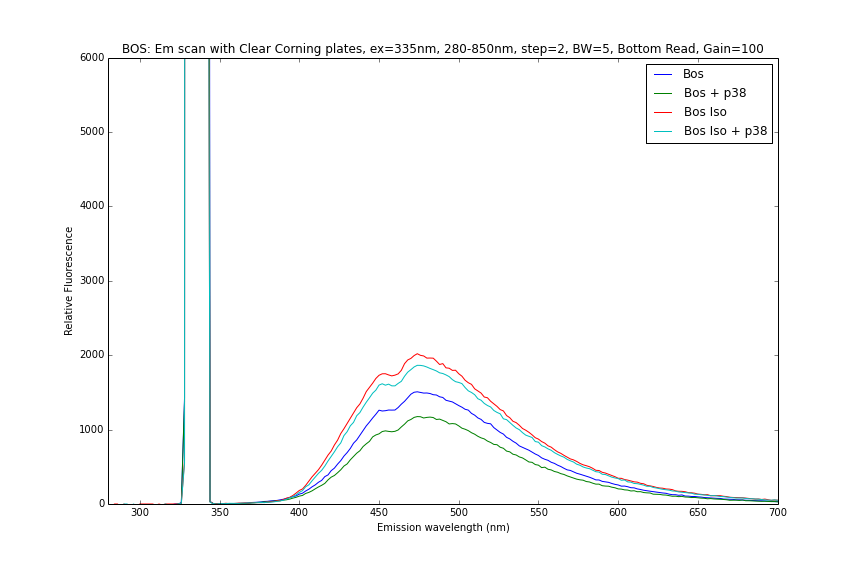 BOS: Em scan with Clear Corning plates, ex=335nm, 280-850nm, step=2, BW=5, Bottom Read, Gain=100
6000
5000
4000
3000
2000
1000
0
Relative Fluorescence
Bos
Bos + p38
Bos Iso
Bos Iso + p38
300 350 400 450 500 550 600 650 700
Emission wavelength (nm)